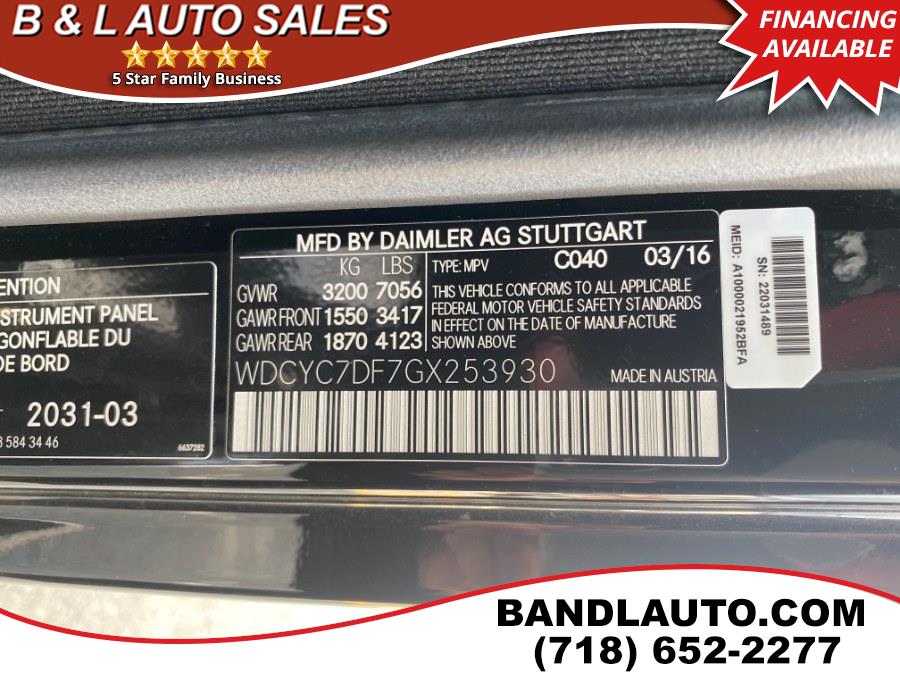 B & L AUTO SALES
5 Star Family Business
FINANCING
AVAILABLE
ENTION
STRUMENT PANEL
GONFLABLE DU
DE BORD
2031-03
584 34 46
6637282
MFD BY DAIMLER AG STUTTGART
KG LBS
TYPE: MPV C040 03/16
GVWR 3200 7056
GAWR FRONT 1550 3417
GAWR REAR 1870 4123
THIS VEHICLE CONFORMS TO ALL APPLICABLE
FEDERAL MOTOR VEHICLE SAFETY STANDARDS
IN EFFECT ON THE DATE OF MANUFACTURE
SHOWN ABOVE
WDCYC7DF7GX253930
MADE IN AUSTRIA
MEID: A1000021952BFA
SN: 22031489
BANDLAUTO.COM
(718) 652-2277